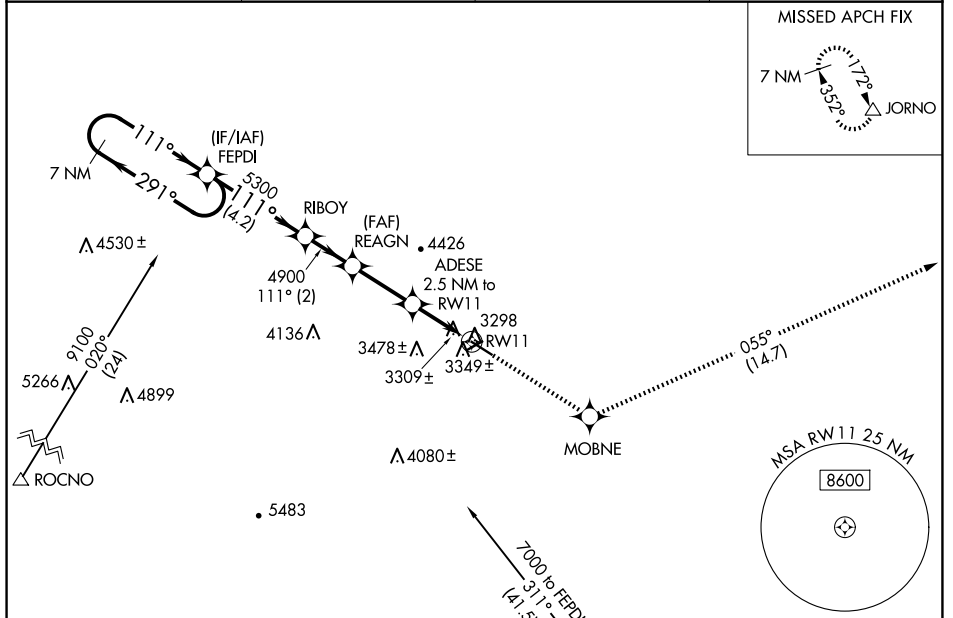 MISSED APCH FIX
7 NM
172°
352°
JORNO
111°
7 NM
291°
(IF/IAF)
FEPDI
5300
111°
(4.2)
RIBOY
(FAF)
REAGN
4426
4530±
4900
111° (2)
ADESE
2.5 NM to
RW11
4136
3298
RW11
3478±
3349±
3309±
9100
020°
(24)
5266
4899
055°
(14.7)
ROCNO
MOBNE
4080±
MSA RW11 25 NM
8600
5483
7000 to FEPDI
311°
(41.5)